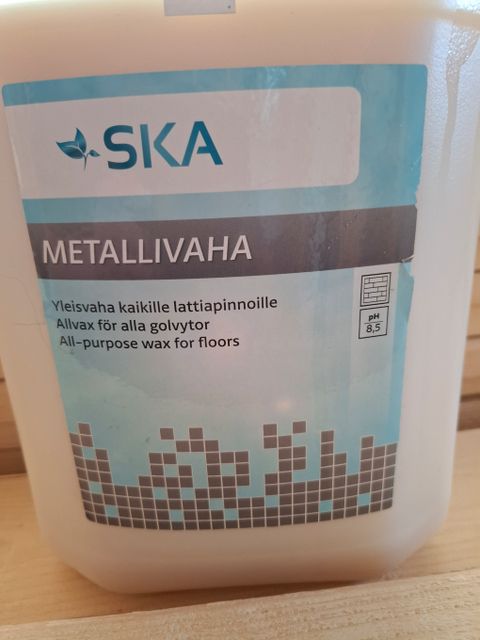 SKA
METALLIVAHA
Yleisvaha kaikille lattiapinnoille
Allvax för alla golvytor
All-purpose wax for floors
pH
8,5